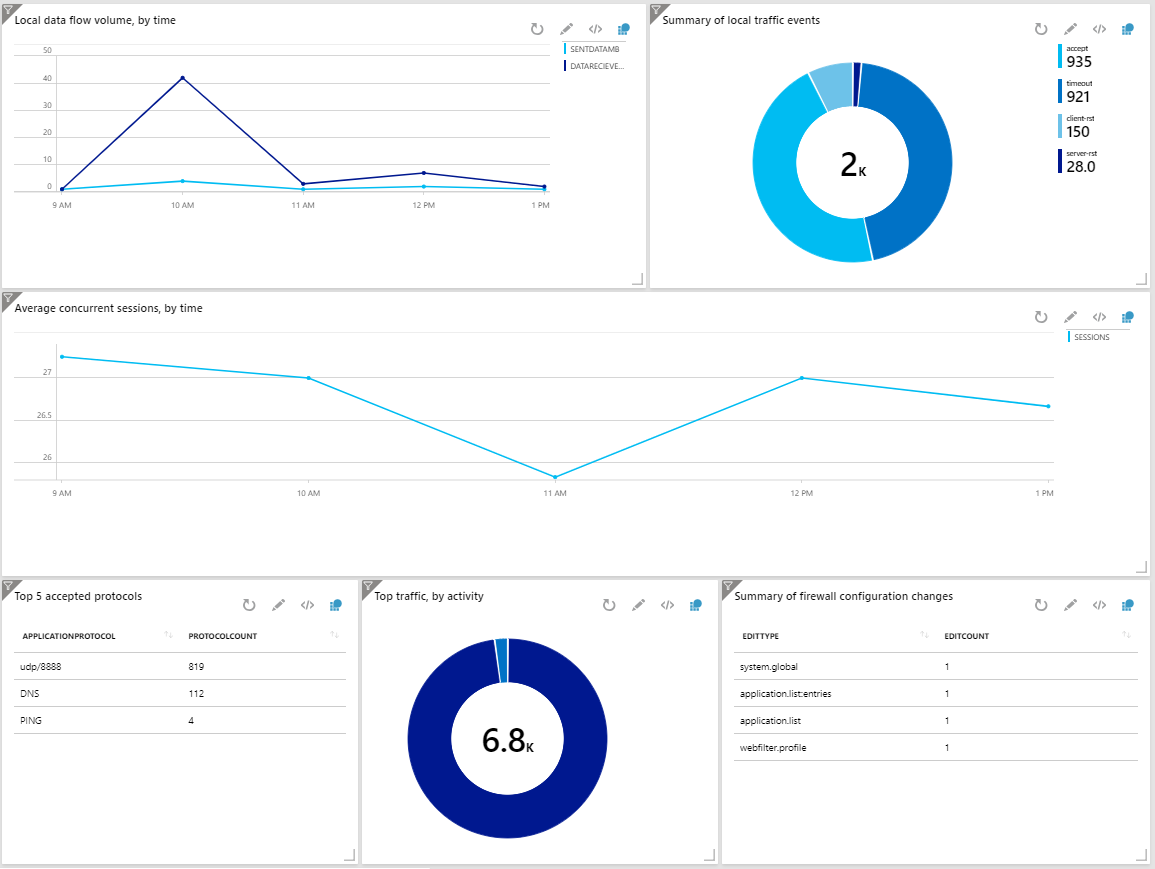 Local data flow volume, by time
SENTDATAMB
DATARECIEVE...
50
40
30
20
10
0
9 AM 10 AM 11 AM 12 PM 1 PM
Summary of local traffic events
accept
935
timeout
921
client-rst
150
server-rst
28.0
2K
Average concurrent sessions, by time
SESSIONS
27
26.5
26
9 AM 10 AM 11 AM 12 PM 1 PM
Top 5 accepted protocols
APPLICATIONPROTOCOL PROTOCOLCOUNT
udp/8888 819
DNS 112
PING 4
Top traffic, by activity
6.8K
Summary of firewall configuration changes
EDITTYPE EDITCOUNT
system.global 1
application.list:entries 1
application.list 1
webfilter.profile 1